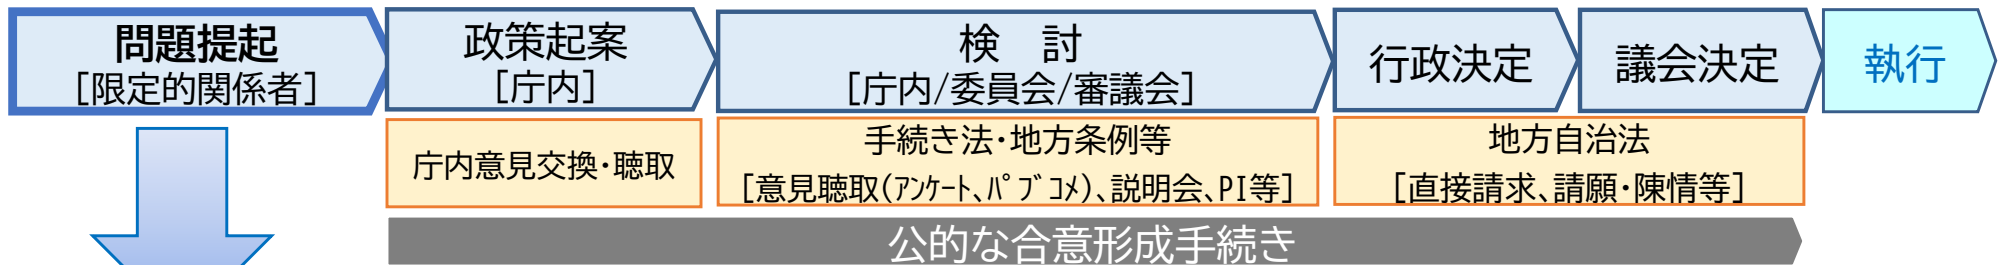 問題提起
[限定的関係者]
政策起案
[庁内]
検　討
[庁内/委員会/審議会]
行政決定
議会決定
執行
庁内意見交換・聴取
手続き法・地方条例等
[意見聴取(ｱﾝｹｰﾄ、ﾊﾟﾌﾞｺﾒ)、説明会、PI等]
地方自治法
[直接請求、請願・陳情等]
公的な合意形成手続き